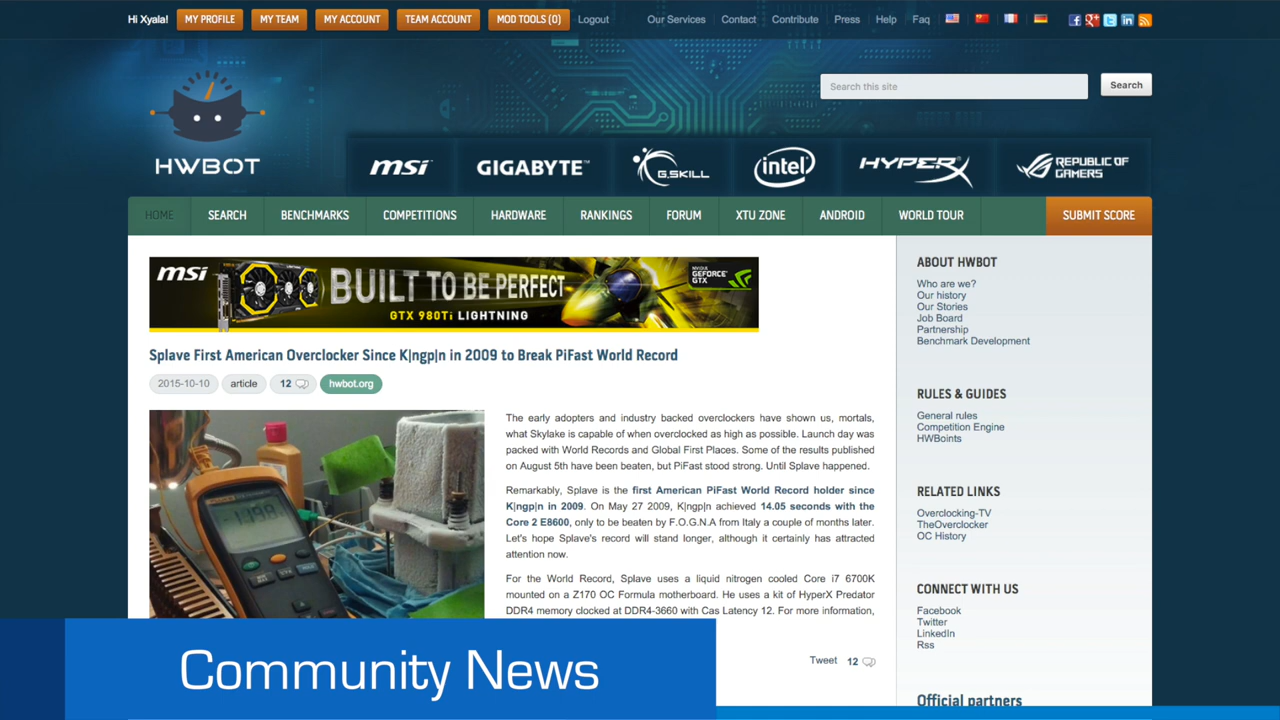 Hi Xyala! MY PROFILE MY TEAM MY ACCOUNT TEAM ACCOUNT MOD TOOLS (0) Logout Our Services Contact Contribute Press Help Faq
Search this site Search
HWBOT
msi GIGABYTE™ G.SKILL intel HYPERX REPUBLIC OF GAMERS
HOME SEARCH BENCHMARKS COMPETITIONS HARDWARE RANKINGS FORUM XTU ZONE ANDROID WORLD TOUR SUBMIT SCORE
msi BUILT TO BE PERFECT NVIDIA GEFORCE GTX
GTX 980Ti LIGHTNING
Splave First American Overclocker Since K|ngp|n in 2009 to Break PiFast World Record
2015-10-10 article 12 hwbot.org
The early adopters and industry backed overclockers have shown us, mortals,
what Skylake is capable of when overclocked as high as possible. Launch day was
packed with World Records and Global First Places. Some of the results published
on August 5th have been beaten, but PiFast stood strong. Until Splave happened.
Remarkably, Splave is the first American PiFast World Record holder since
K|ngp|n in 2009. On May 27 2009, K|ngp|n achieved 14.05 seconds with the
Core 2 E8600, only to be beaten by F.O.G.N.A from Italy a couple of months later.
Let's hope Splave's record will stand longer, although it certainly has attracted
attention now.
For the World Record, Splave uses a liquid nitrogen cooled Core i7 6700K
mounted on a Z170 OC Formula motherboard. He uses a kit of HyperX Predator
DDR4 memory clocked at DDR4-3660 with Cas Latency 12. For more information,
Tweet 12
ABOUT HWBOT
Who are we?
Our history
Our Stories
Job Board
Partnership
Benchmark Development
RULES & GUIDES
General rules
Competition Engine
HWBoints
RELATED LINKS
Overclocking-TV
TheOverclocker
OC History
CONNECT WITH US
Facebook
Twitter
LinkedIn
Rss
Official partners
Community News